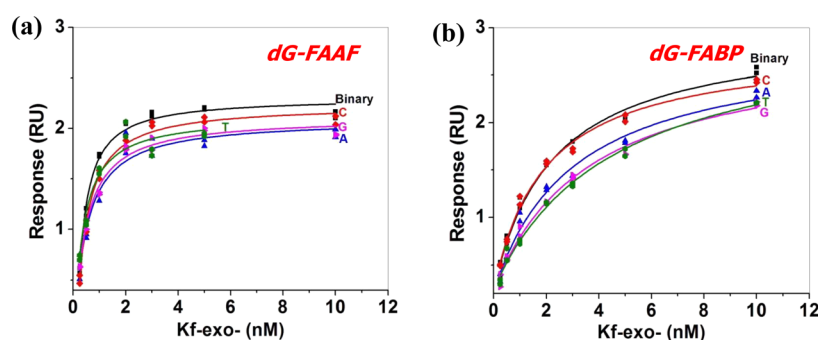 (a)
dG-FAAF
Response (RU)
3
2
1
0 2 4 6 8 10 12
Kf-exo- (nM)
Binary
C
T
G
A
(b)
dG-FABP
Response (RU)
3
2
1
0 2 4 6 8 10 12
Kf-exo- (nM)
Binary
C
A
T
G